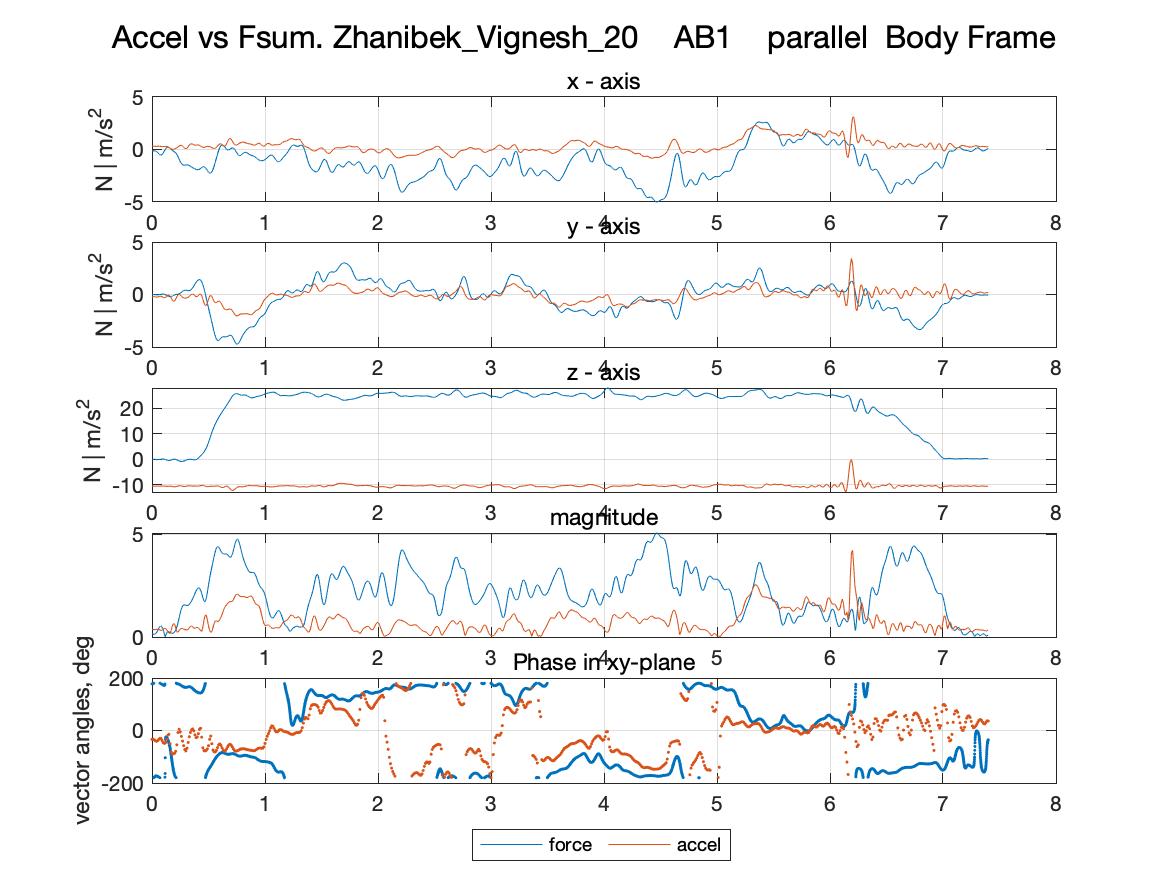 Accel vs Fsum. Zhanibek_Vignesh_20 AB1 parallel Body Frame
x - axis
N | m/s²
5
0
-5
0 1 2 3 4 5 6 7 8
y - axis
N | m/s²
5
0
-5
0 1 2 3 4 5 6 7 8
z - axis
N | m/s²
20
10
0
-10
0 1 2 3 4 5 6 7 8
magnitude
5
0
0 1 2 3 4 5 6 7 8
Phase in xy-plane
vector angles, deg
200
0
-200
0 1 2 3 4 5 6 7 8
force accel